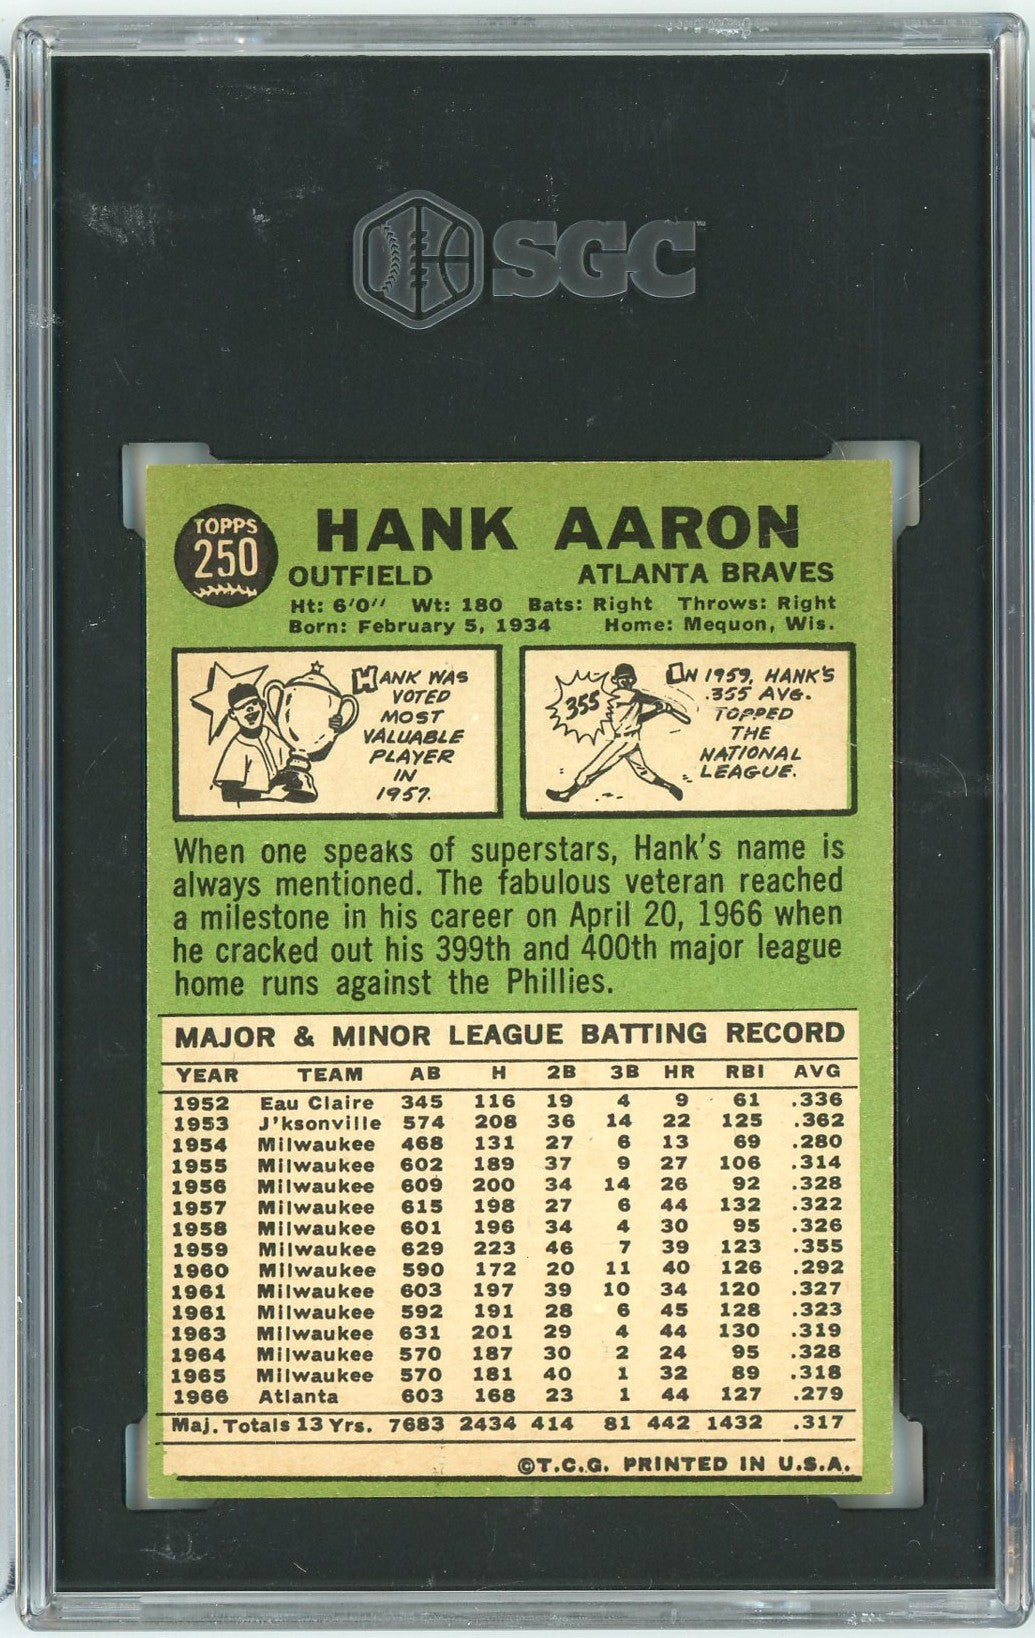 SGC™
TOPPS
250
HANK AARON
OUTFIELD ATLANTA BRAVES
Ht: 6'0" Wt: 180 Bats: Right Throws: Right
Born: February 5, 1934 Home: Mequon, Wis.
HANK WAS
VOTED
MOST
VALUABLE
PLAYER
IN
1957.
355
IN 1959, HANK'S
.355 AVG.
TOPPED
THE
NATIONAL
LEAGUE.
When one speaks of superstars, Hank's name is
always mentioned. The fabulous veteran reached
a milestone in his career on April 20, 1966 when
he cracked out his 399th and 400th major league
home runs against the Phillies.
MAJOR & MINOR LEAGUE BATTING RECORD
YEAR TEAM AB H 2B 3B HR RBI AVG
1952 Eau Claire 345 116 19 4 9 61 .336
1953 J'ksonville 574 208 36 14 22 125 .362
1954 Milwaukee 468 131 27 6 13 69 .280
1955 Milwaukee 602 189 37 9 27 106 .314
1956 Milwaukee 609 200 34 14 26 92 .328
1957 Milwaukee 615 198 27 6 44 132 .322
1958 Milwaukee 601 196 34 4 30 95 .326
1959 Milwaukee 629 223 46 7 39 123 .355
1960 Milwaukee 590 172 20 11 40 126 .292
1961 Milwaukee 603 197 39 10 34 120 .327
1961 Milwaukee 592 191 28 6 45 128 .323
1963 Milwaukee 631 201 29 4 44 130 .319
1964 Milwaukee 570 187 30 2 24 95 .328
1965 Milwaukee 570 181 40 1 32 89 .318
1966 Atlanta 603 168 23 1 44 127 .279
Maj. Totals 13 Yrs. 7683 2434 414 81 442 1432 .317
©T.C.G. PRINTED IN U.S.A.